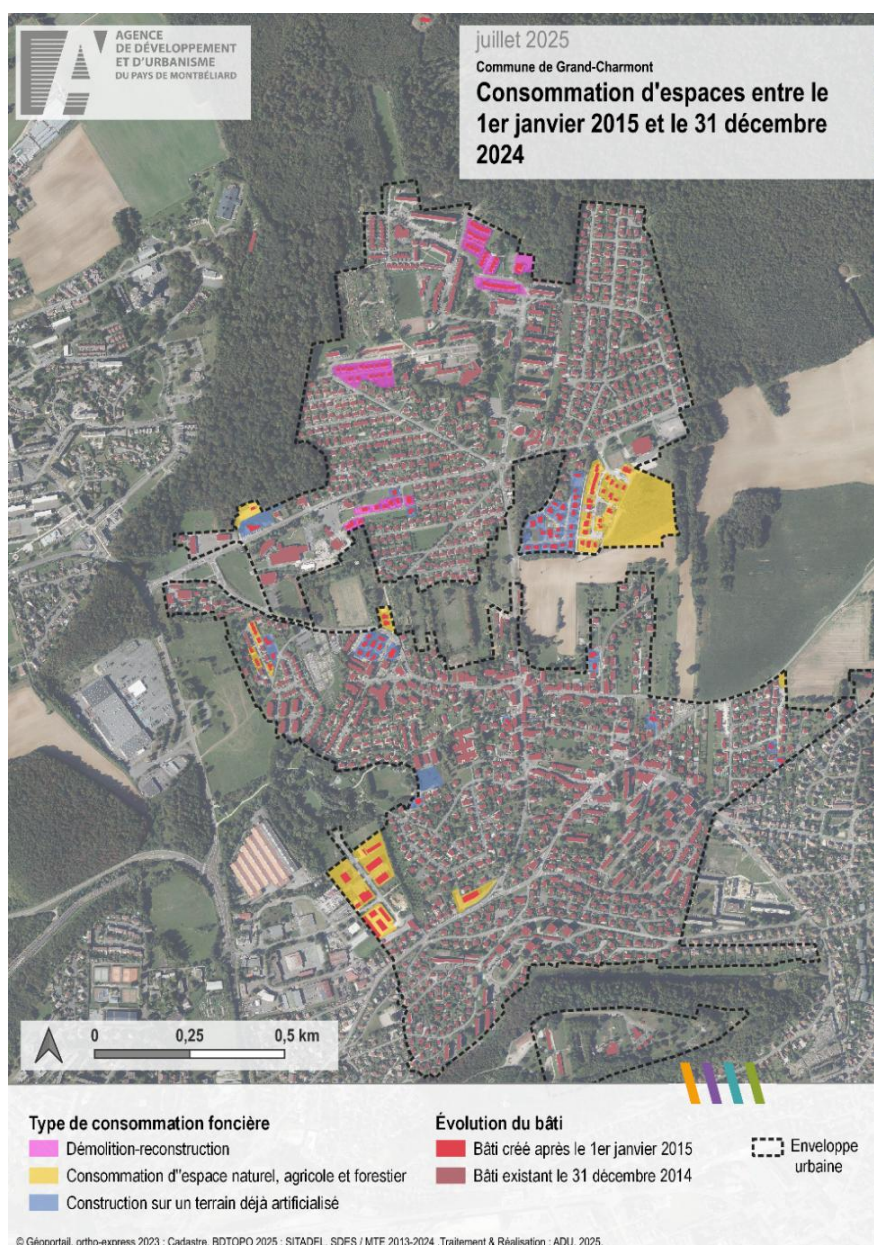 AGENCE
DE DÉVELOPPEMENT
ET D'URBANISME
DU PAYS DE MONTBÉLIARD
juillet 2025
Commune de Grand-Charmont
Consommation d'espaces entre le
1er janvier 2015 et le 31 décembre
2024
0 0,25 0,5 km
Type de consommation foncière
Démolition-reconstruction
Consommation d"espace naturel, agricole et forestier
Construction sur un terrain déjà artificialisé
Évolution du bâti
Bâti créé après le 1er janvier 2015
Bâti existant le 31 décembre 2014
Enveloppe
urbaine
© Géoportail, ortho-express 2023 ; Cadastre, BDTOPO 2025 ; SITADEL, SDES / MTE 2013-2024 .Traitement & Réalisation : ADU, 2025.